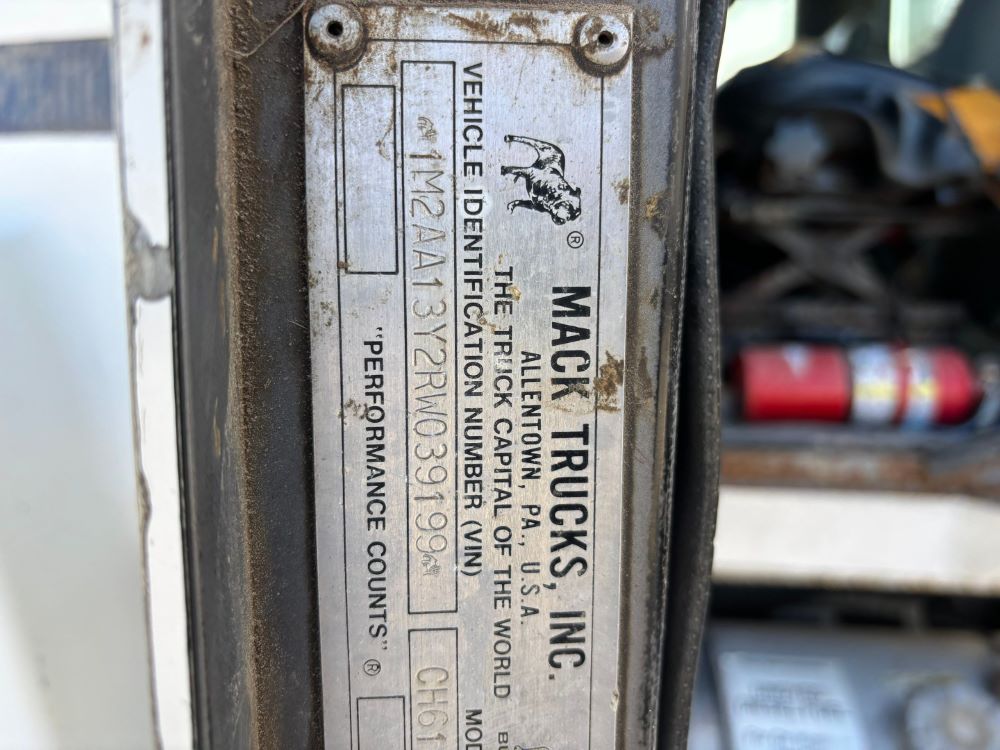 ®
MACK TRUCKS, INC.
ALLENTOWN, PA., U.S.A.
THE TRUCK CAPITAL OF THE WORLD
VEHICLE IDENTIFICATION NUMBER (VIN)
1M2AA13Y2RW039199
CH61
"PERFORMANCE COUNTS" ®